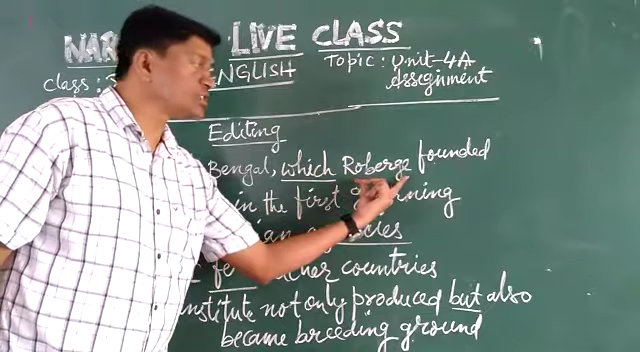 LIVE CLASS
Class: ENGLISH Topic: Unit-4A
Assignment
Editing
Bengal, which Roberge founded
in the first
countries
institute not only produced but also
became breeding ground